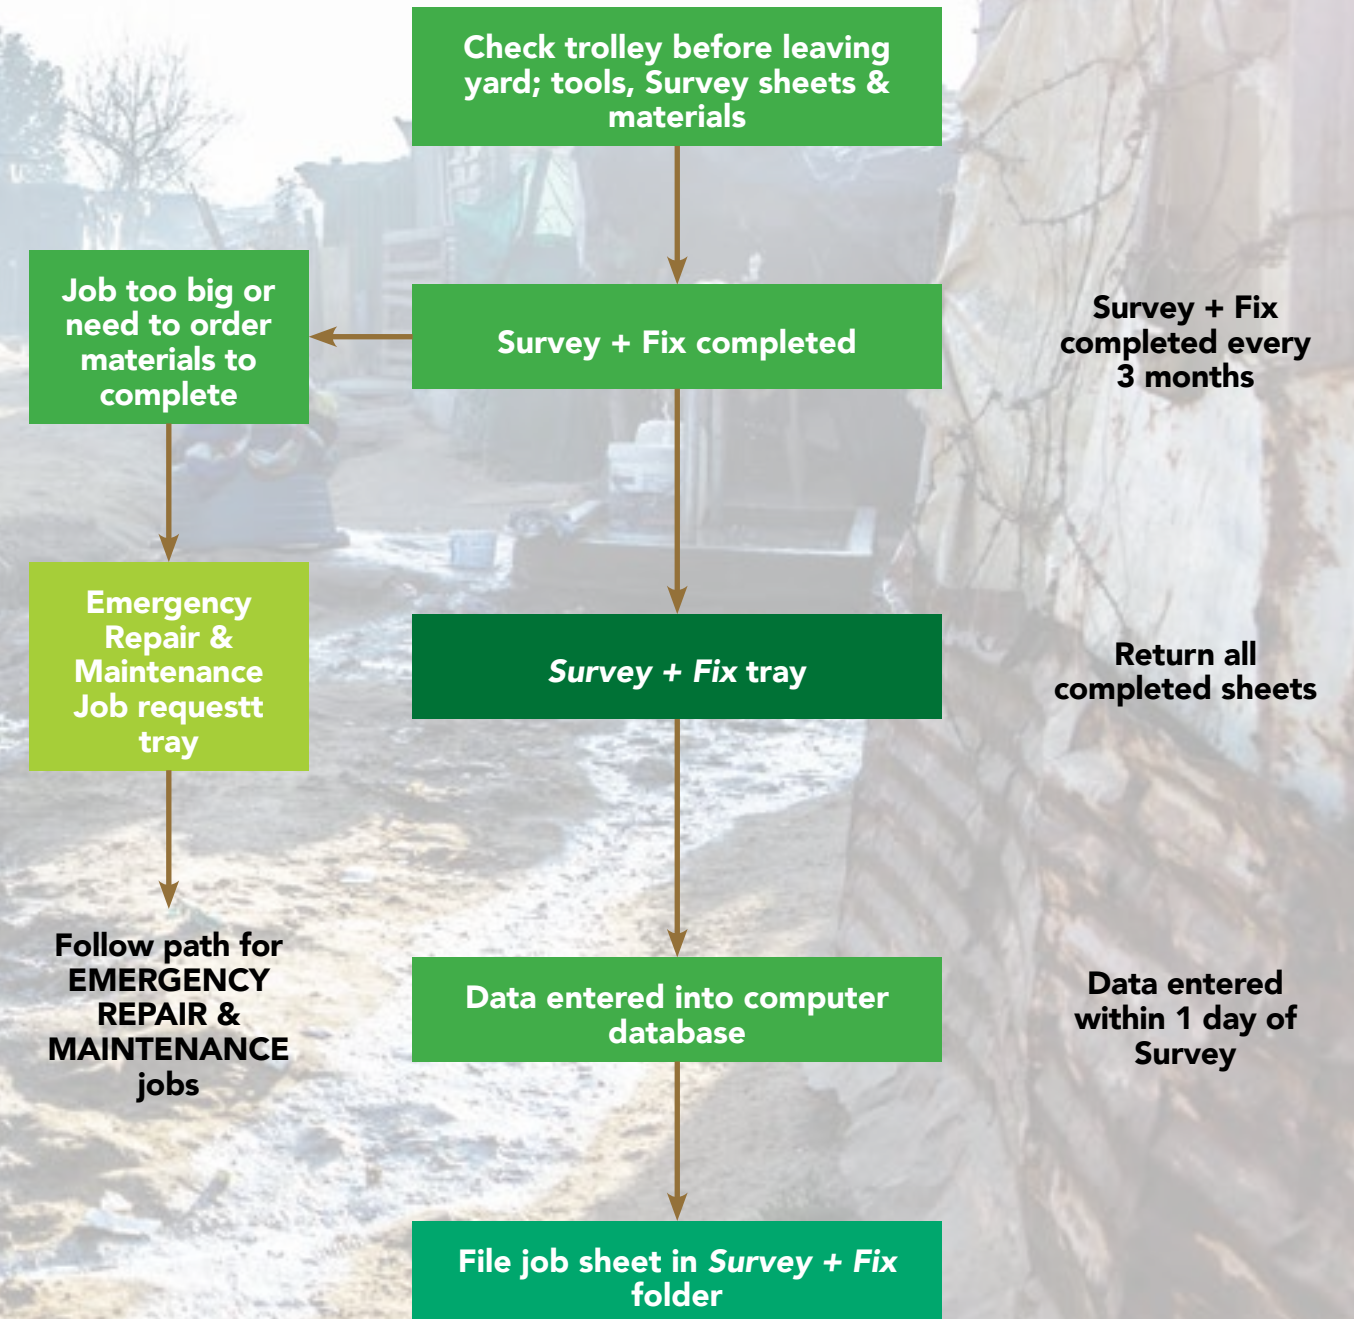 Check trolley before leaving
yard; tools, Survey sheets &
materials
Job too big or
need to order
materials to
complete
Survey + Fix completed
Survey + Fix
completed every
3 months
Emergency
Repair &
Maintenance
Job requestt
tray
Survey + Fix tray
Return all
completed sheets
Follow path for
EMERGENCY
REPAIR &
MAINTENANCE
jobs
Data entered into computer
database
Data entered
within 1 day of
Survey
File job sheet in Survey + Fix
folder